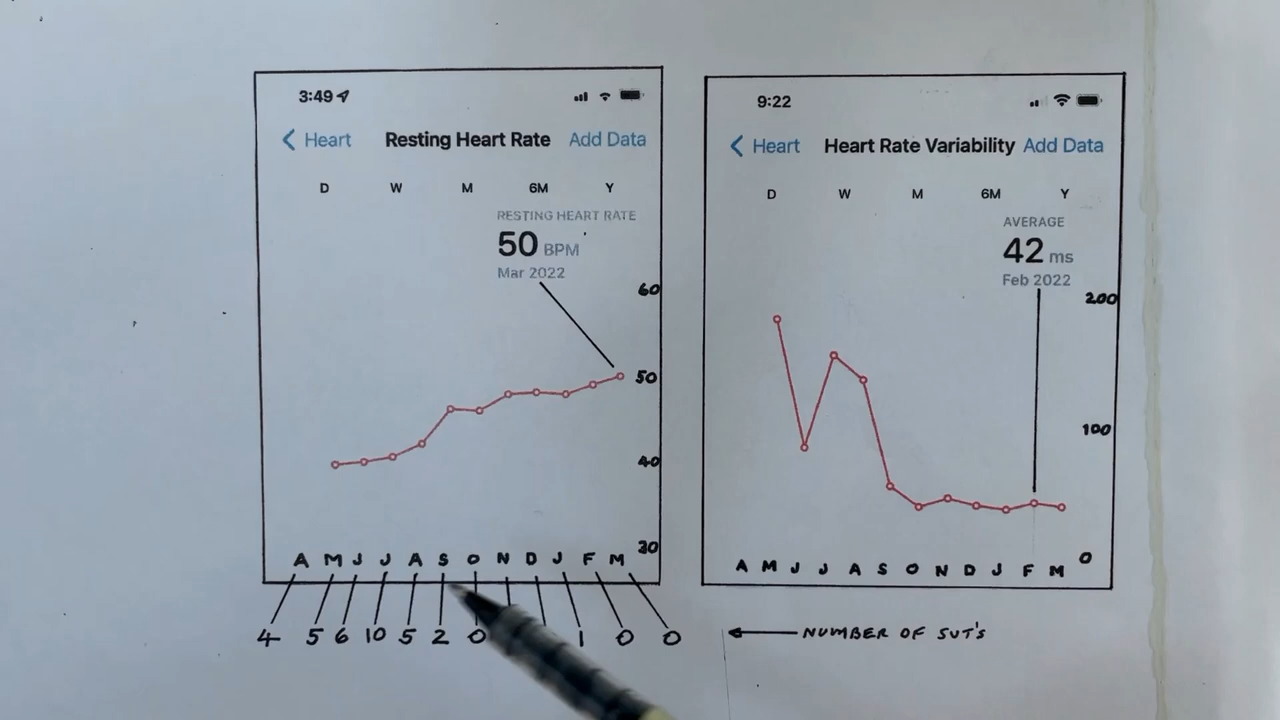 3:49
Heart Resting Heart Rate Add Data
D W M 6M Y
RESTING HEART RATE
50 BPM
Mar 2022
60
50
40
30
A M J J A S O N D J F M
4 5 6 10 5 2 0 1 0 0
9:22
Heart Heart Rate Variability Add Data
D W M 6M Y
AVERAGE
42 ms
Feb 2022
200
100
0
A M J J A S O N D J F M
NUMBER OF SUT'S